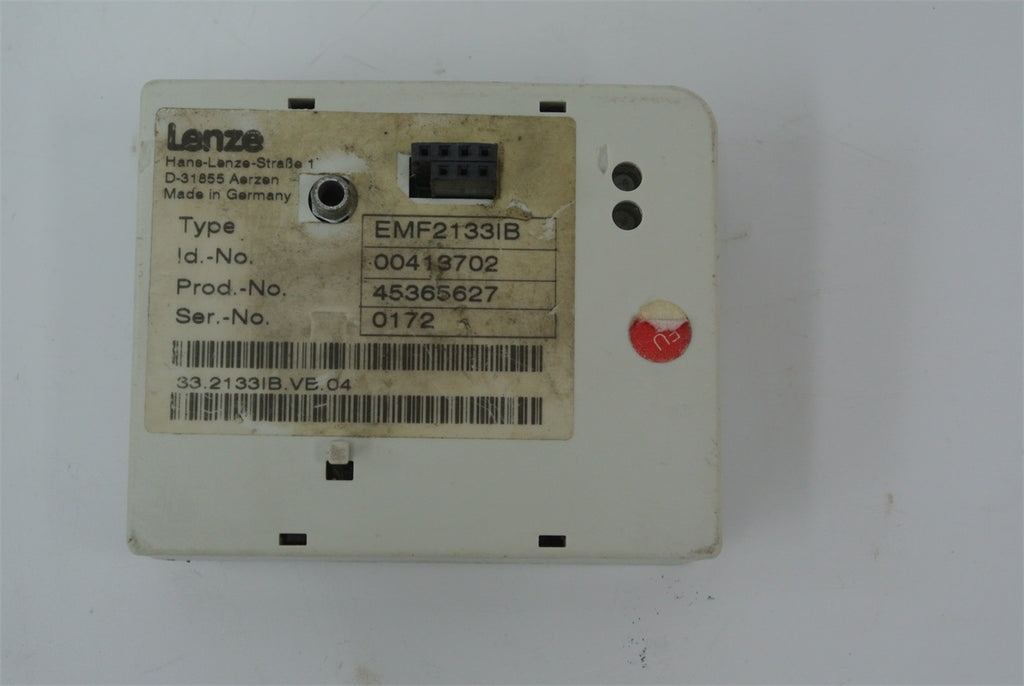 Lenze
Hans-Lenze-Straße 1
D-31855 Aerzen
Made in Germany
Type EMF2133IB
Id.-No. 00413702
Prod.-No. 45365627
Ser.-No. 0172
33.2133IB.VE.04